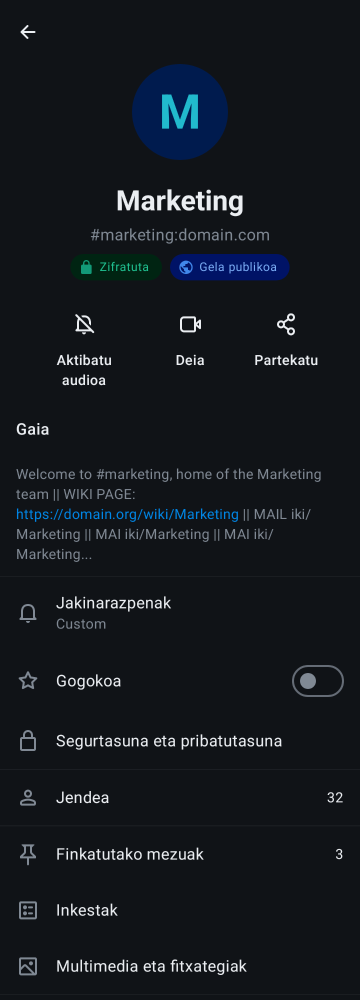 M
Marketing
#marketing:domain.com
Zifratuta
Gela publikoa
Aktibatu
audioa
Deia
Partekatu
Gaia
Welcome to #marketing, home of the Marketing
team || WIKI PAGE:
https://domain.org/wiki/Marketing || MAIL iki/
Marketing || MAI iki/Marketing || MAI iki/
Marketing...
Jakinarazpenak
Custom
Gogokoa
Segurtasuna eta pribatutasuna
Jendea 32
Finkatutako mezuak 3
Inkestak
Multimedia eta fitxategiak